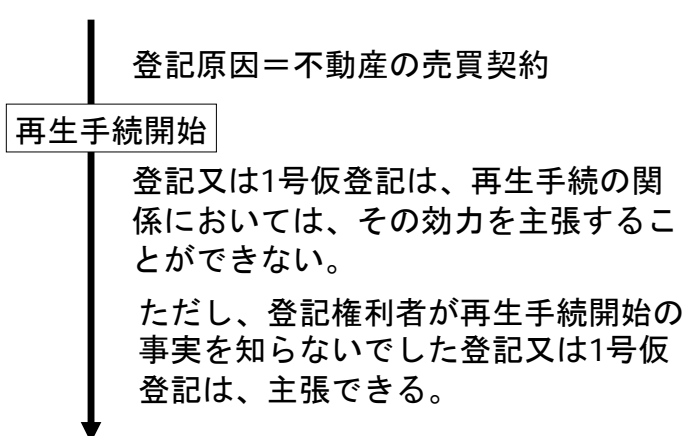 登記原因＝不動産の売買契約
再生手続開始
登記又は1号仮登記は、再生手続の関
係においては、その効力を主張するこ
とができない。
ただし、登記権利者が再生手続開始の
事実を知らないでした登記又は1号仮
登記は、主張できる。